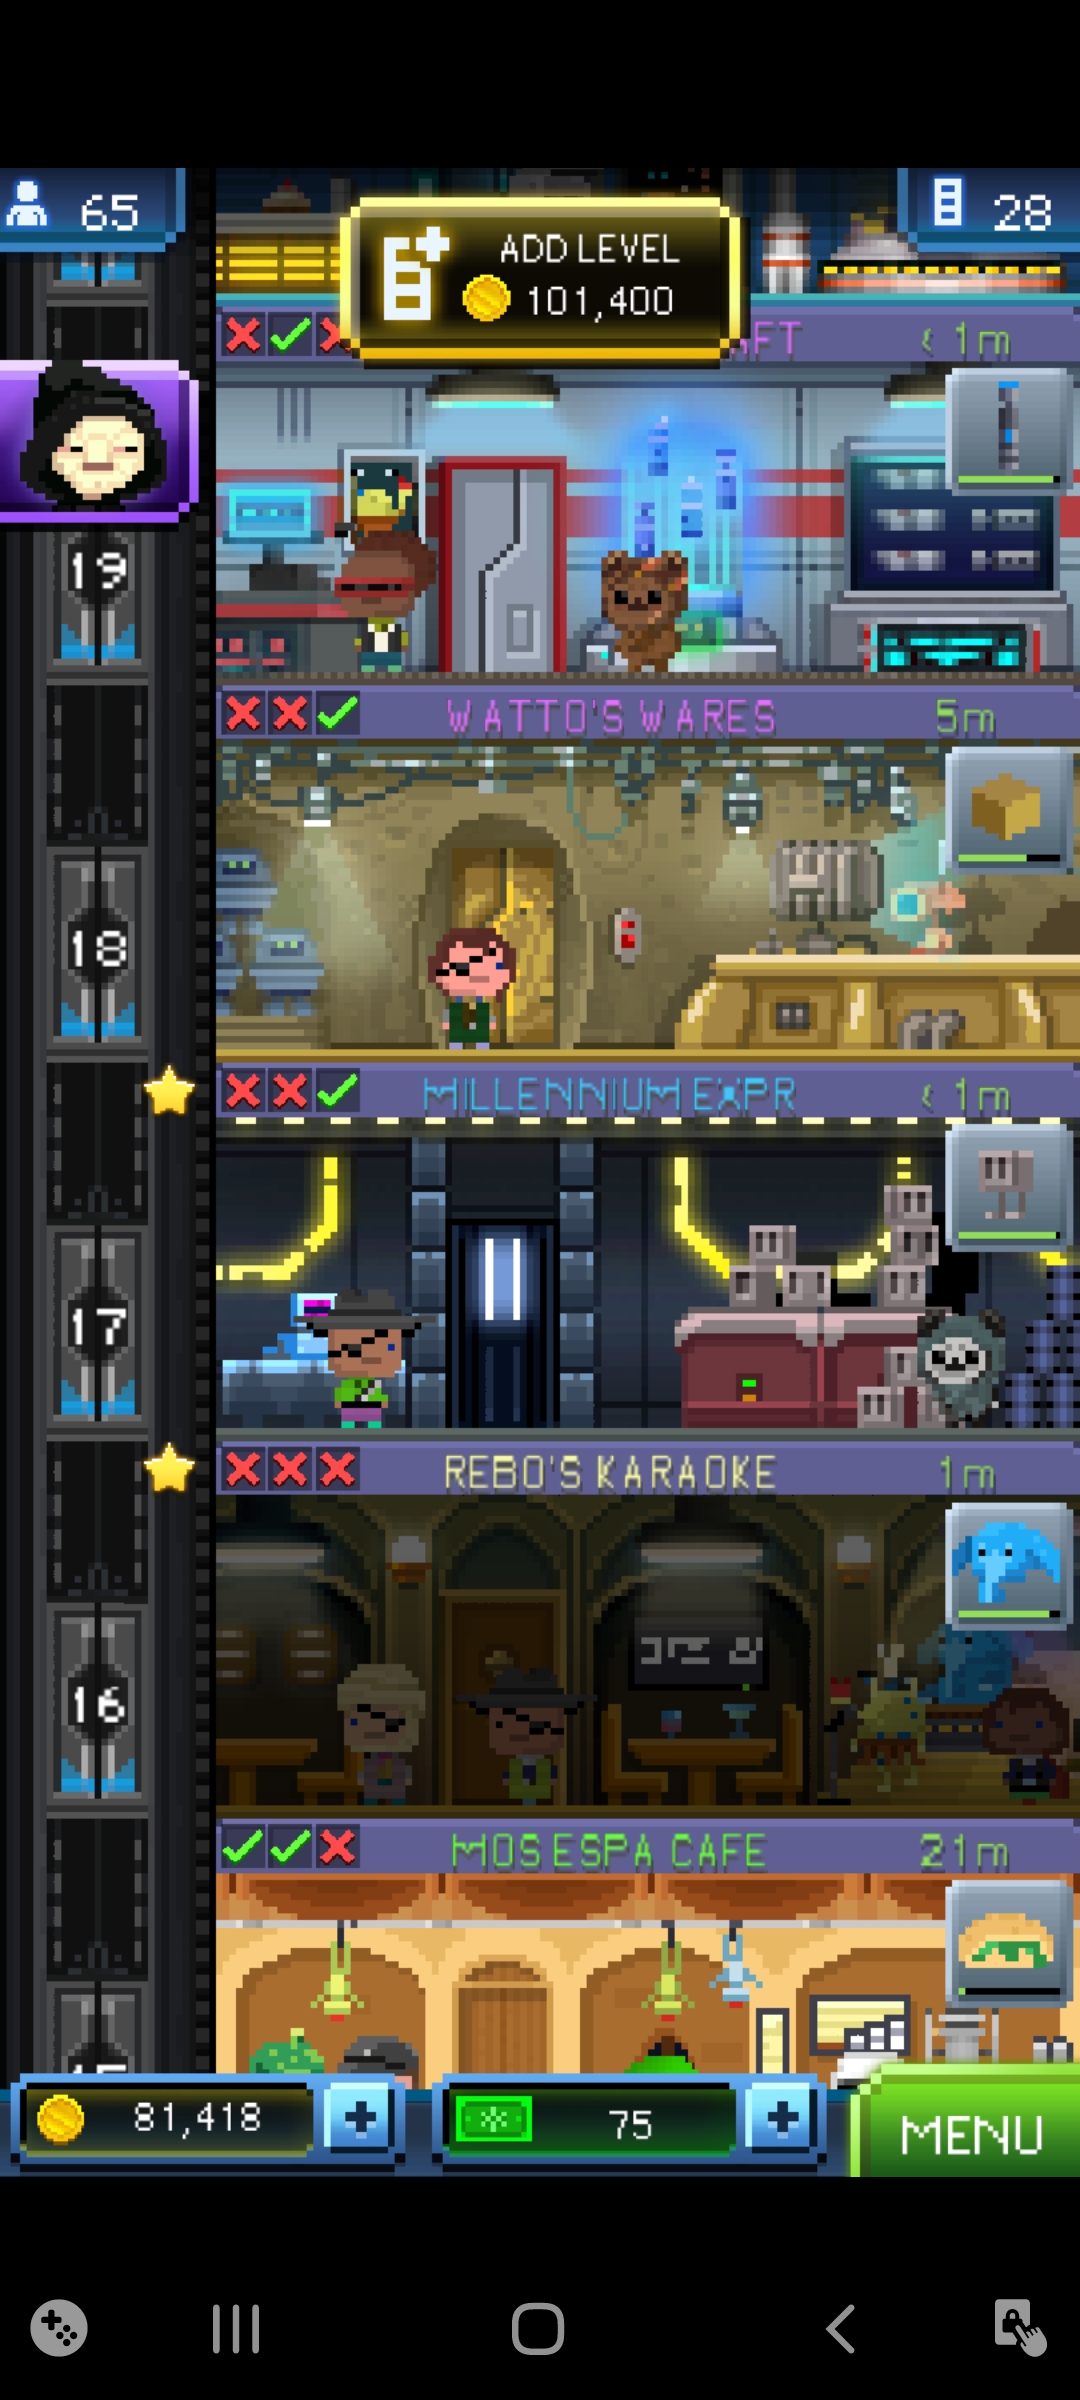 65
28
ADD LEVEL
101,400
< 1m
19
WATTO'S WARES
5m
18
MILLENNIUM EXPR
< 1m
17
REBO'S KARAOKE
1m
16
MOS ESPA CAFE
21m
81,418
75
MENU